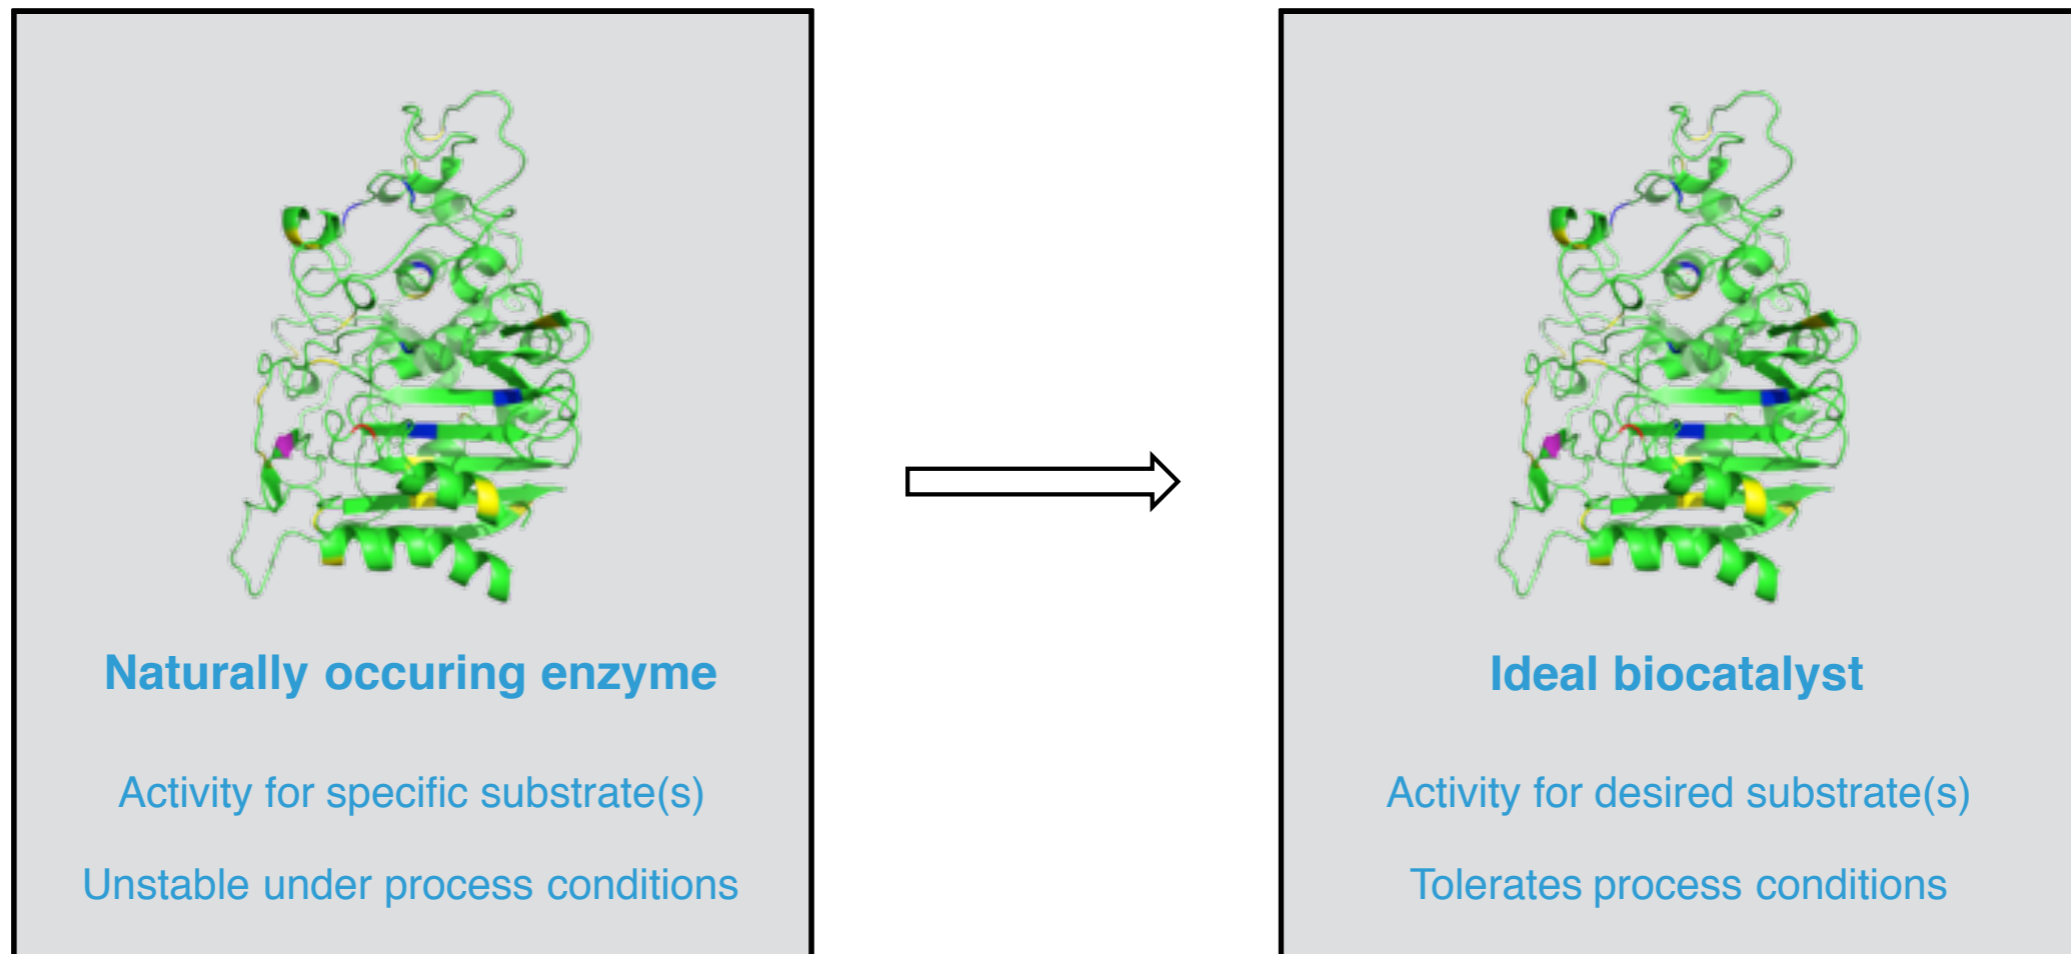 Naturally occuring enzyme
Activity for specific substrate(s)
Unstable under process conditions
Ideal biocatalyst
Activity for desired substrate(s)
Tolerates process conditions